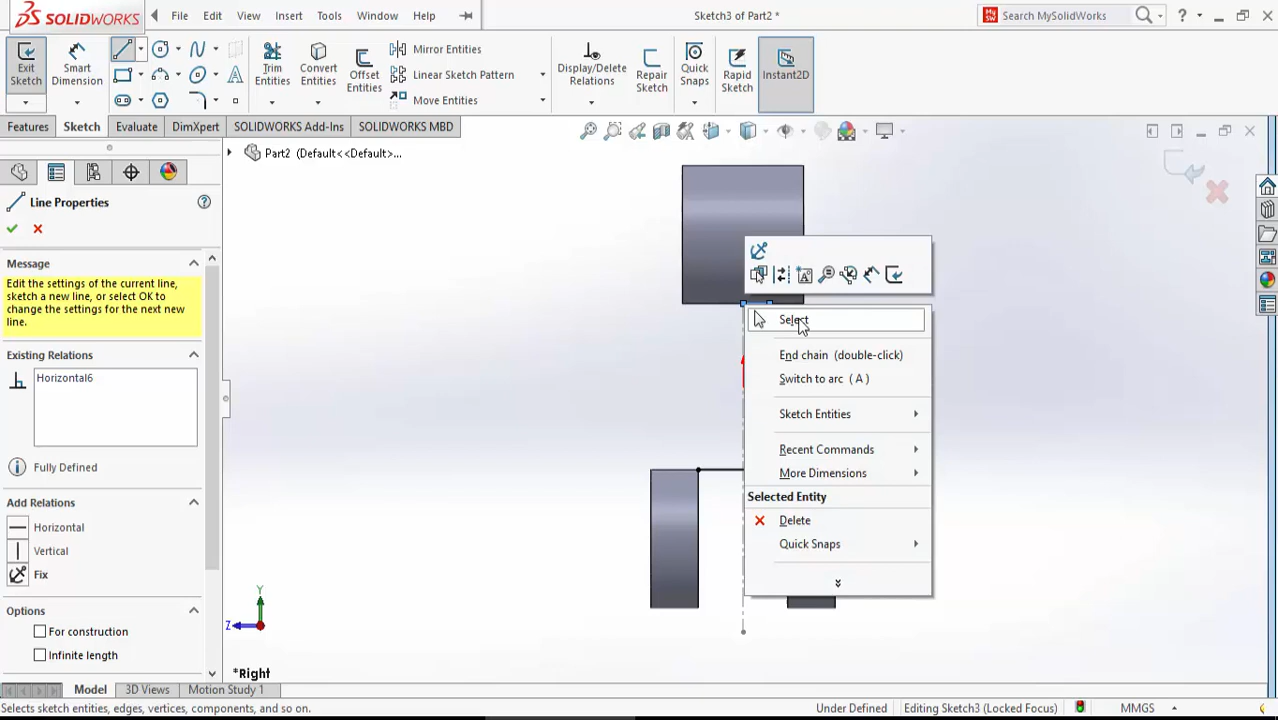 SOLIDWORKS File Edit View Insert Tools Window Help Sketch3 of Part2 * Search MySolidWorks
Exit Sketch
Smart Dimension
Trim Entities
Convert Entities
Offset Entities
Mirror Entities
Linear Sketch Pattern
Move Entities
Display/Delete Relations
Repair Sketch
Quick Snaps
Rapid Sketch
Instant2D
Features Sketch Evaluate DimXpert SOLIDWORKS Add-Ins SOLIDWORKS MBD
Part2 (Default<<Default>...
Line Properties
Message
Edit the settings of the current line,
sketch a new line, or select OK to
change the settings for the next new
line.
Existing Relations
Horizontal6
Fully Defined
Add Relations
Horizontal
Vertical
Fix
Options
For construction
Infinite length
Select
End chain (double-click)
Switch to arc ( A )
Sketch Entities
Recent Commands
More Dimensions
Selected Entity
Delete
Quick Snaps
Y
Z
*Right
Model 3D Views Motion Study 1
Selects sketch entities, edges, vertices, components, and so on. Under Defined Editing Sketch3 (Locked Focus) MMGS